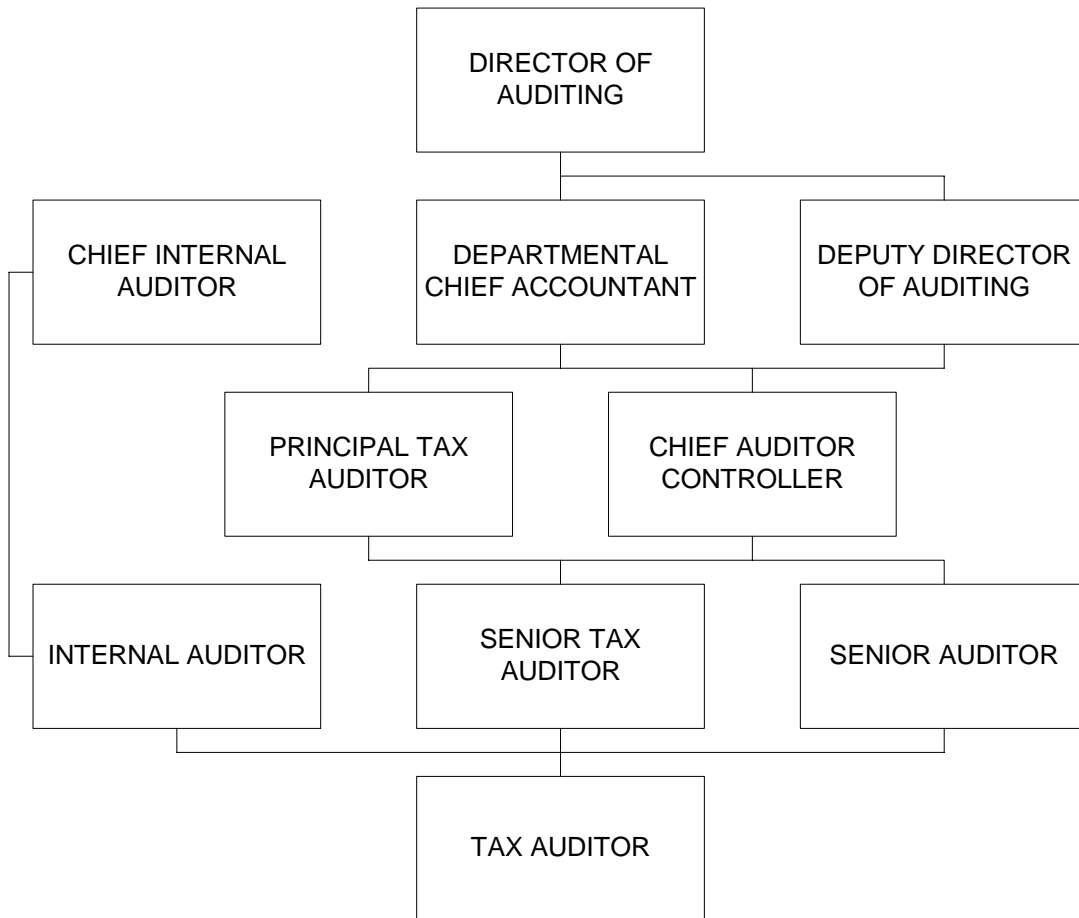 DIRECTOR OF
AUDITING
CHIEF INTERNAL
AUDITOR
DEPARTMENTAL
CHIEF ACCOUNTANT
DEPUTY DIRECTOR
OF AUDITING
PRINCIPAL TAX
AUDITOR
CHIEF AUDITOR
CONTROLLER
INTERNAL AUDITOR
SENIOR TAX
AUDITOR
SENIOR AUDITOR
TAX AUDITOR